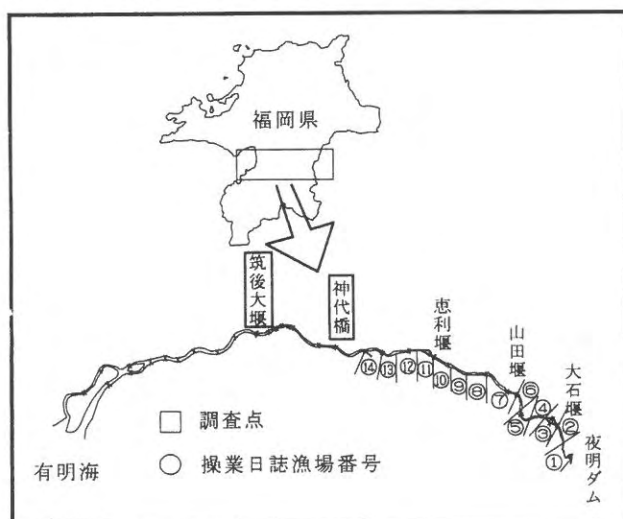 福岡県
筑後大堰
神代橋
恵利堰
山田堰
大石堰
夜明ダム
⑭ ⑬ ⑫ ⑪ ⑩ ⑨ ⑧ ⑦ ⑥ ⑤ ④ ③ ② ①
□ 調査点
○ 操業日誌漁場番号
有明海